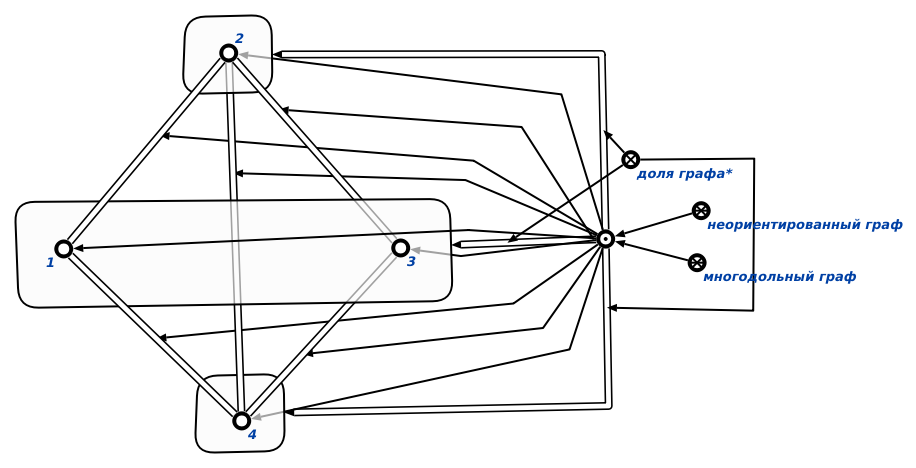 2
доля графа*
неориентированный граф
1
3
многодольный граф
4